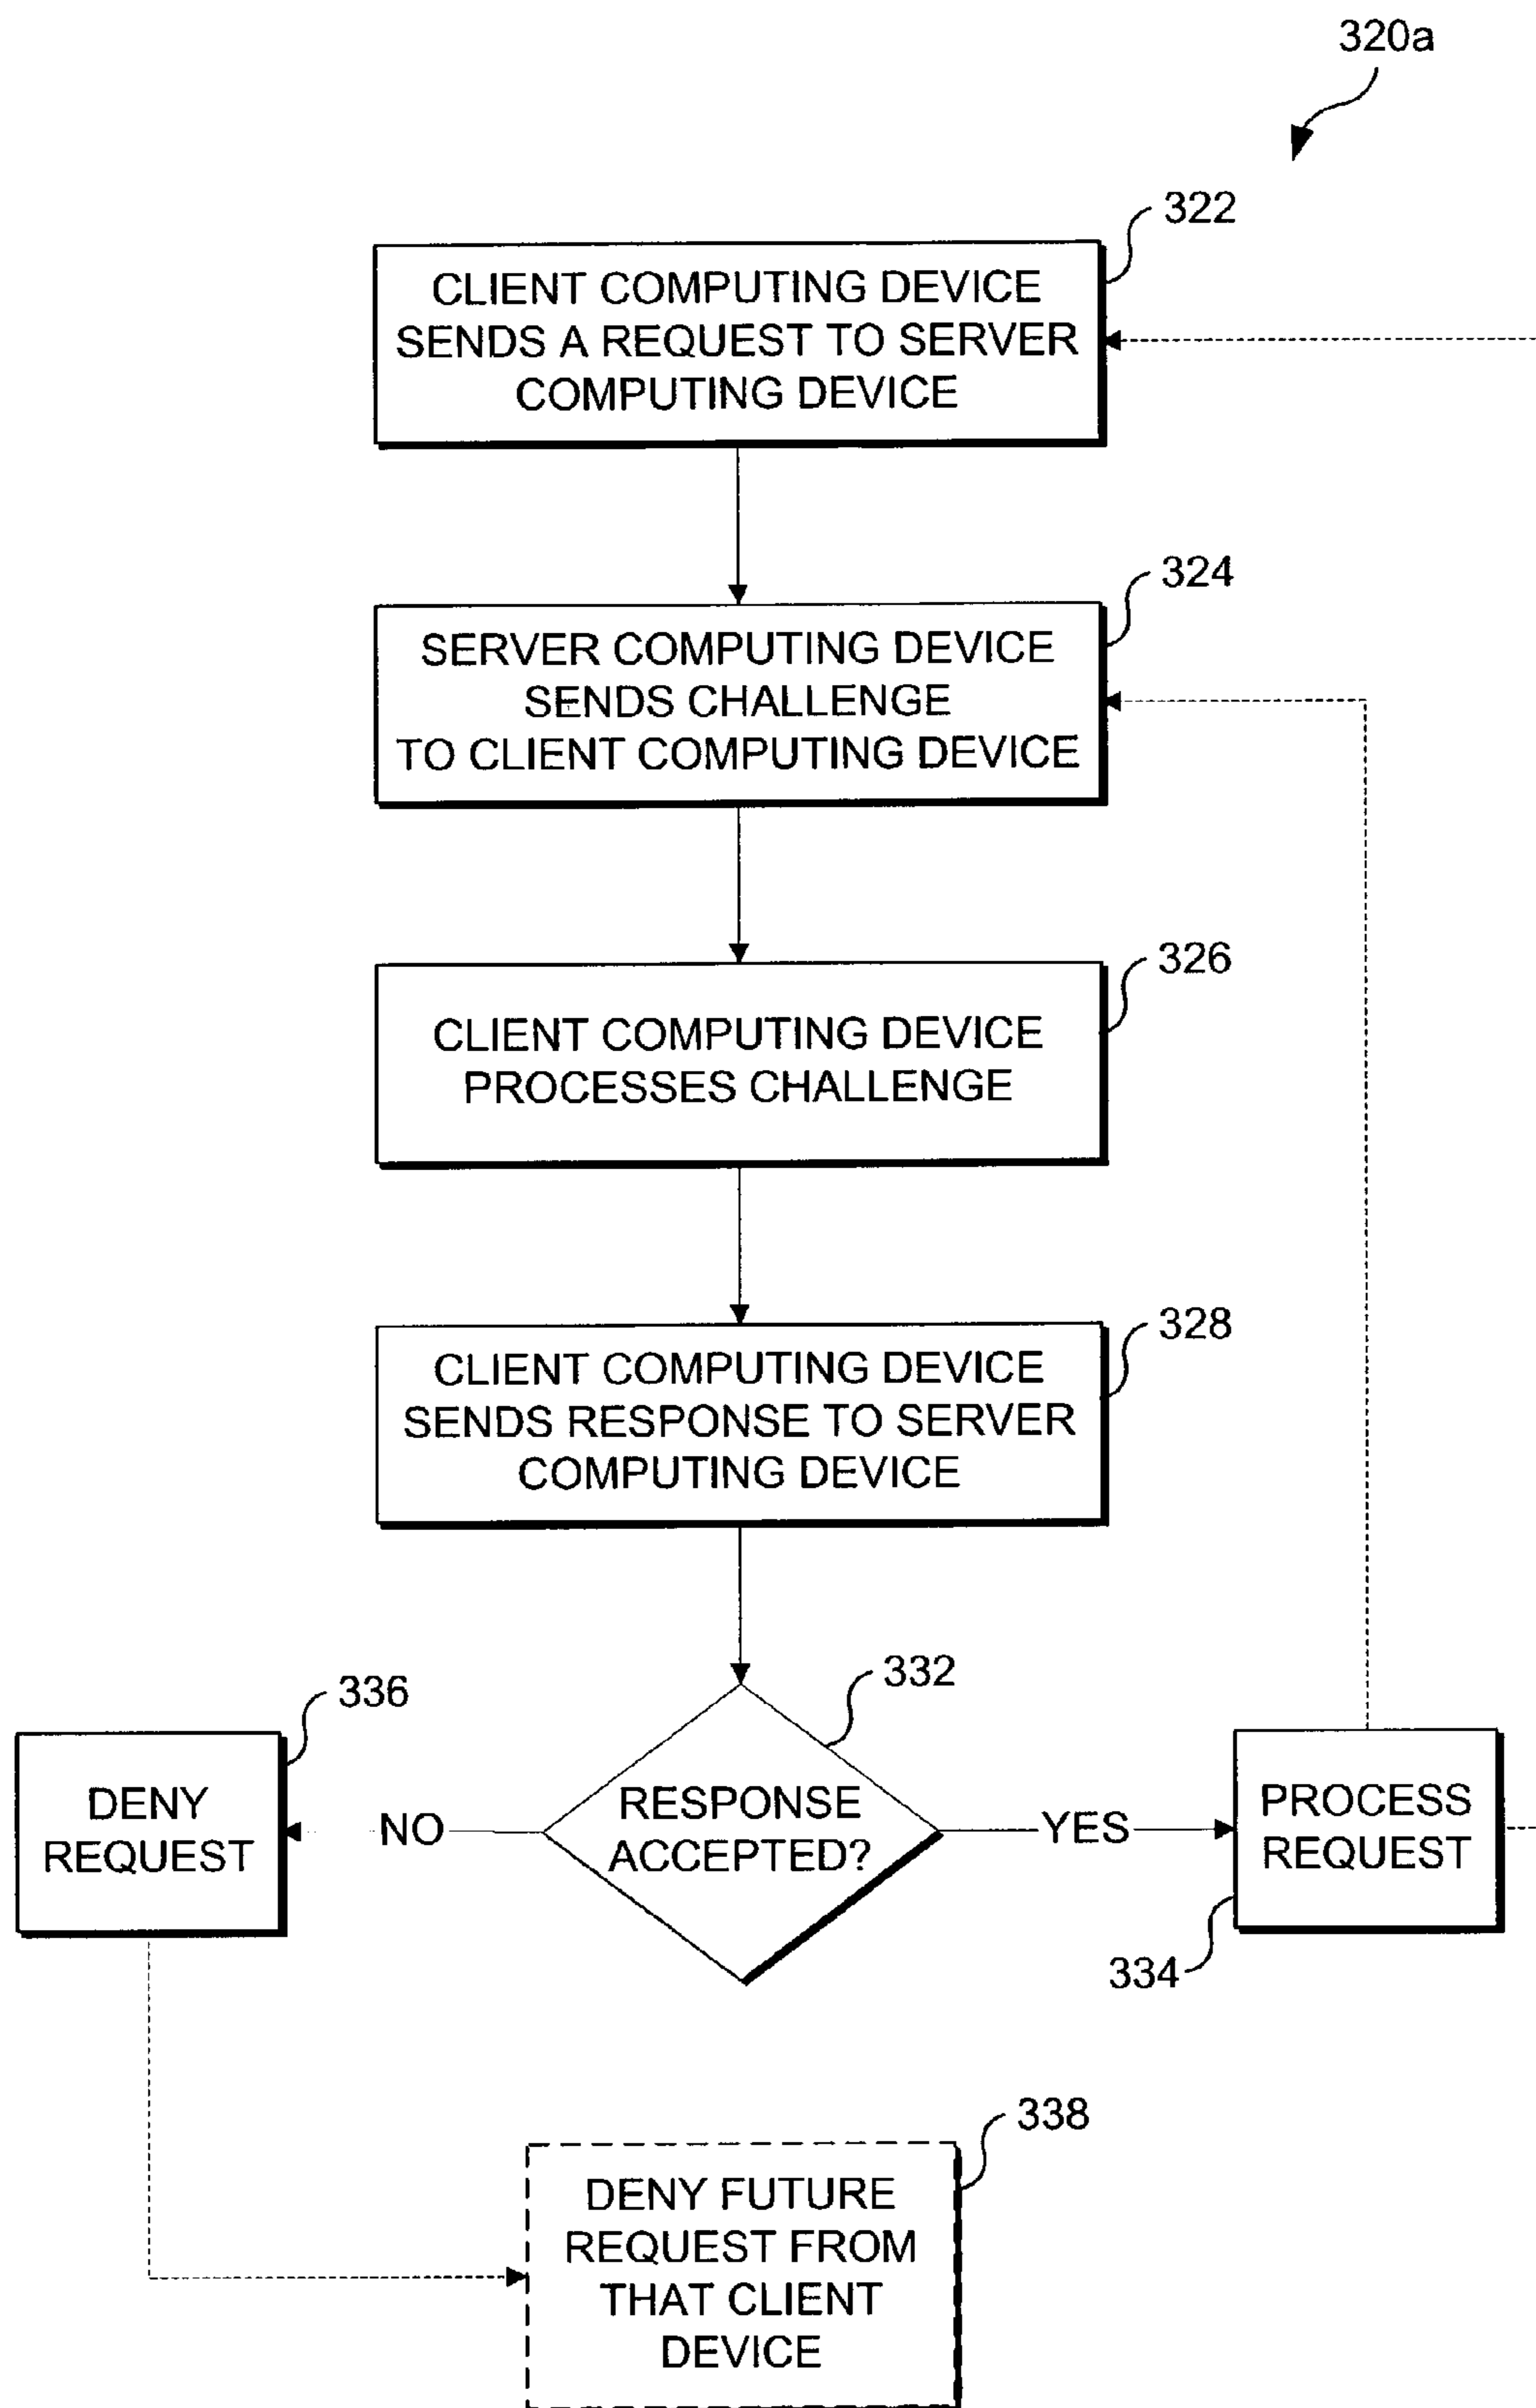 320a
322
CLIENT COMPUTING DEVICE
SENDS A REQUEST TO SERVER
COMPUTING DEVICE
324
SERVER COMPUTING DEVICE
SENDS CHALLENGE
TO CLIENT COMPUTING DEVICE
326
CLIENT COMPUTING DEVICE
PROCESSES CHALLENGE
328
CLIENT COMPUTING DEVICE
SENDS RESPONSE TO SERVER
COMPUTING DEVICE
332
336
DENY
REQUEST
NO
RESPONSE
ACCEPTED?
YES
PROCESS
REQUEST
334
338
DENY FUTURE
REQUEST FROM
THAT CLIENT
DEVICE